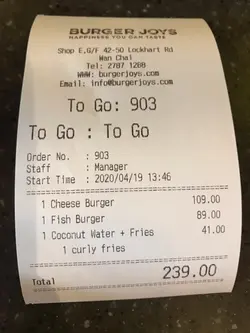 BURGER JOYS
HAPPINESS YOU CAN TASTE
Shop E,G/F 42-50 Lockhart Rd
Wan Chai
Tel: 2787 1288
WWW: burgerjoys.com
Email: info@burgerjoys.com
To Go: 903
To Go : To Go
Order No. : 903
Staff : Manager
Start Time : 2020/04/19 13:46
1 Cheese Burger 109.00
1 Fish Burger 89.00
1 Coconut Water + Fries 41.00
1 curly fries
Total 239.00